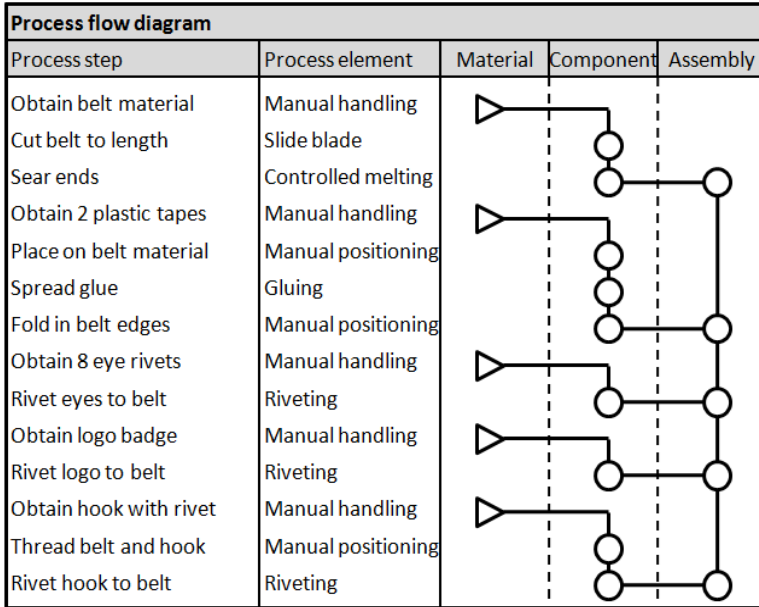 Process flow diagram
Process step Process element Material Component Assembly
Obtain belt material Manual handling
Cut belt to length Slide blade
Sear ends Controlled melting
Obtain 2 plastic tapes Manual handling
Place on belt material Manual positioning
Spread glue Gluing
Fold in belt edges Manual positioning
Obtain 8 eye rivets Manual handling
Rivet eyes to belt Riveting
Obtain logo badge Manual handling
Rivet logo to belt Riveting
Obtain hook with rivet Manual handling
Thread belt and hook Manual positioning
Rivet hook to belt Riveting